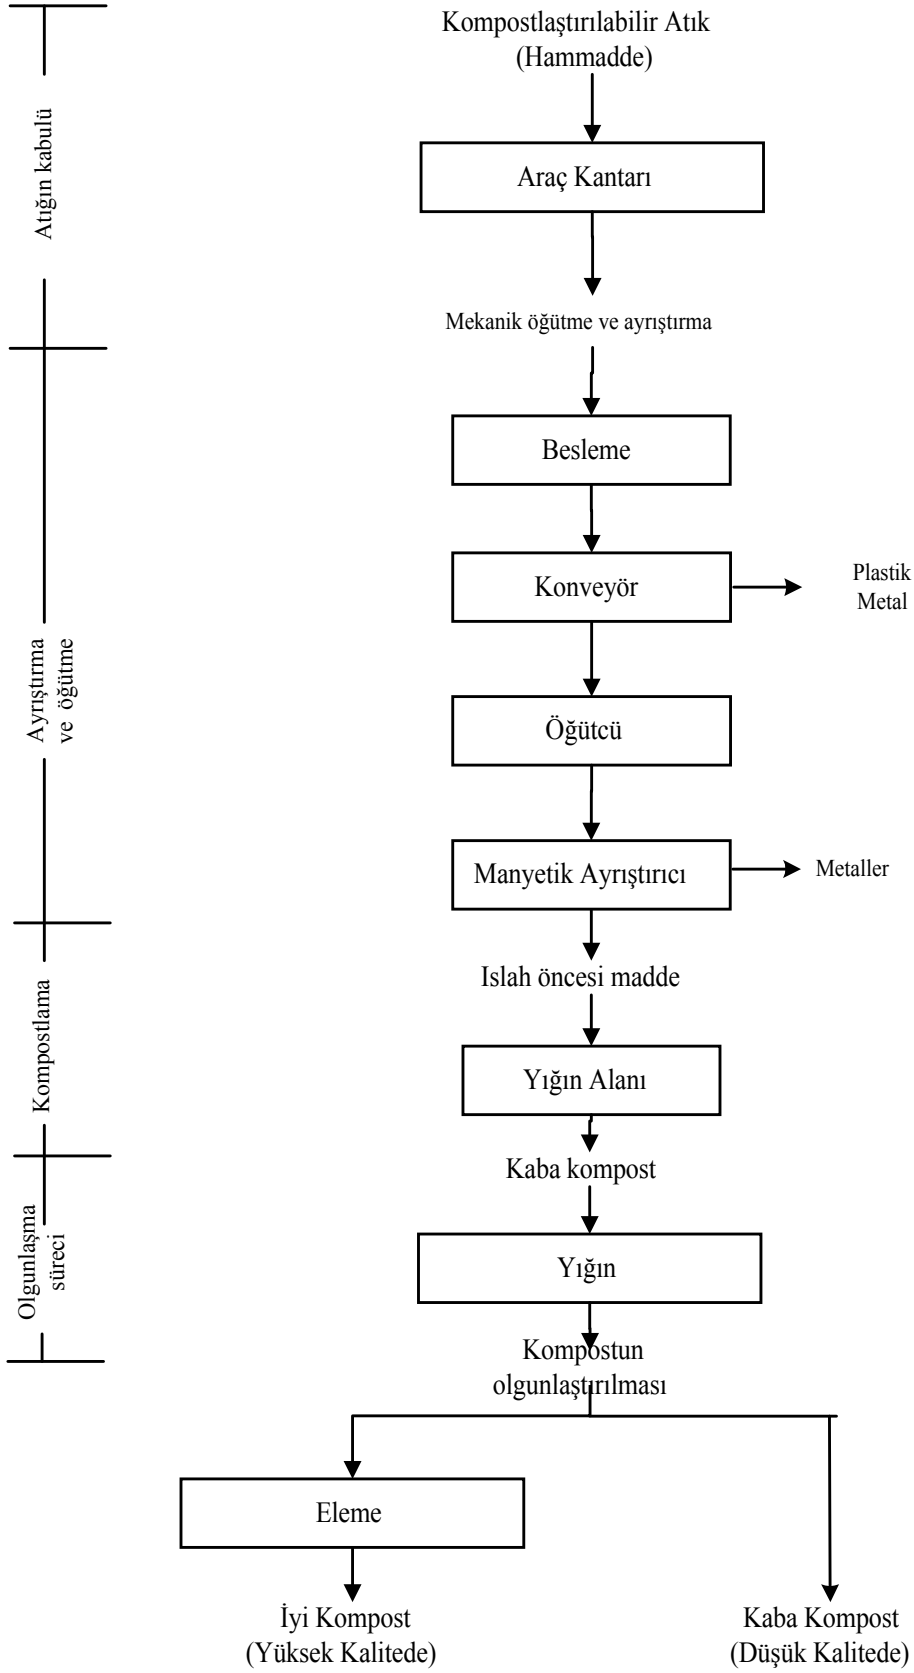 Kompostlaştırılabilir Atık
(Hammadde)
Atığın kabulü
Araç Kantarı
Mekanik öğütme ve ayrıştırma
Ayrıştırma
ve öğütme
Besleme
Konveyör
Plastik
Metal
Öğütcü
Manyetik Ayrıştırıcı
Metaller
Kompostlama
Islah öncesi madde
Yığın Alanı
Kaba kompost
Olgunlaşma
süreci
Yığın
Kompostun
olgunlaştırılması
Eleme
İyi Kompost
(Yüksek Kalitede)
Kaba Kompost
(Düşük Kalitede)